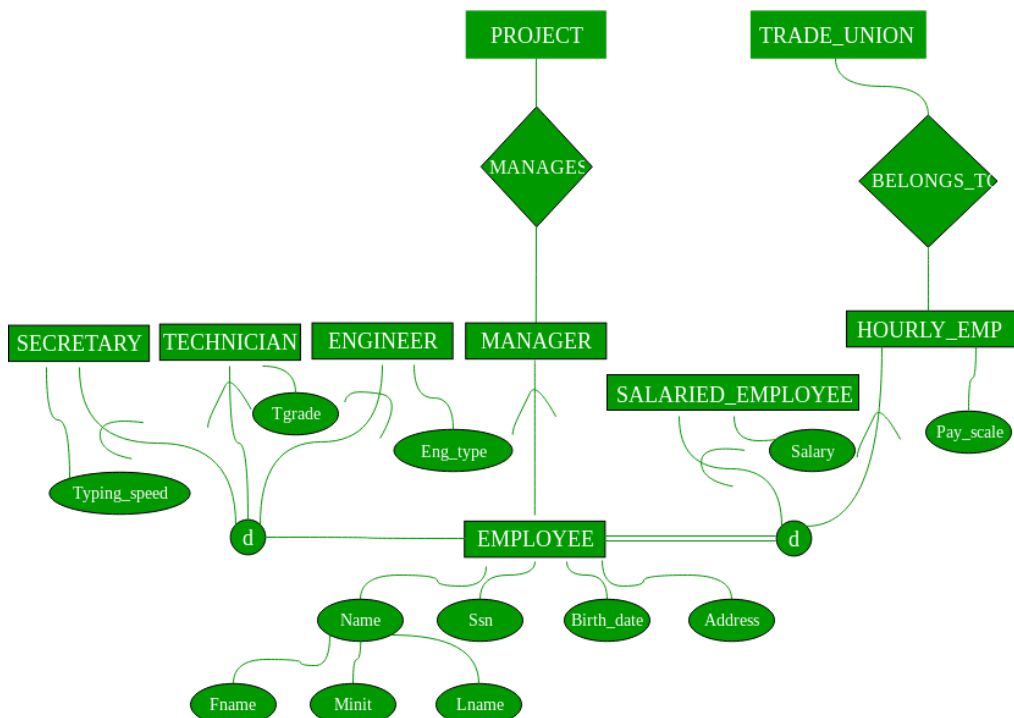 PROJECT
TRADE_UNION
MANAGES
BELONGS_TO
SECRETARY
TECHNICIAN
ENGINEER
MANAGER
HOURLY_EMP
SALARIED_EMPLOYEE
Tgrade
Eng_type
Salary
Pay_scale
Typing_speed
d
EMPLOYEE
d
Name
Ssn
Birth_date
Address
Fname
Minit
Lname